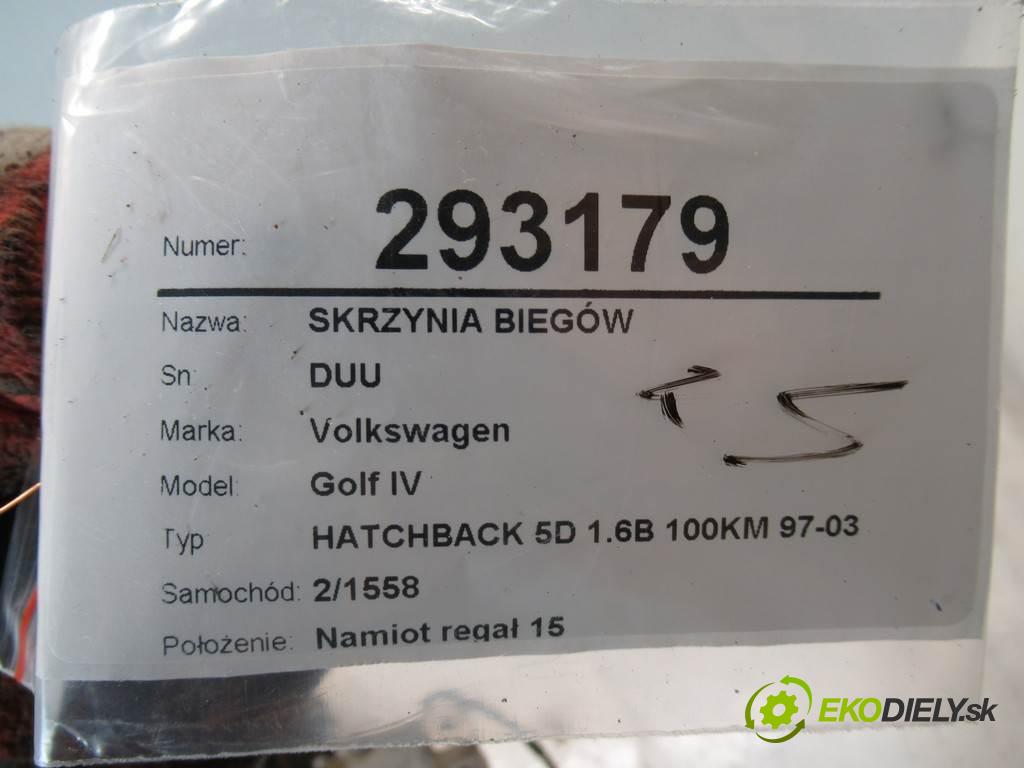 Numer: 293179
Nazwa: SKRZYNIA BIEGÓW
Sn: DUU
Marka: Volkswagen
Model: Golf IV
Typ HATCHBACK 5D 1.6B 100KM 97-03
Samochód: 2/1558
Położenie: Namiot regał 15
EKODIELY.sk